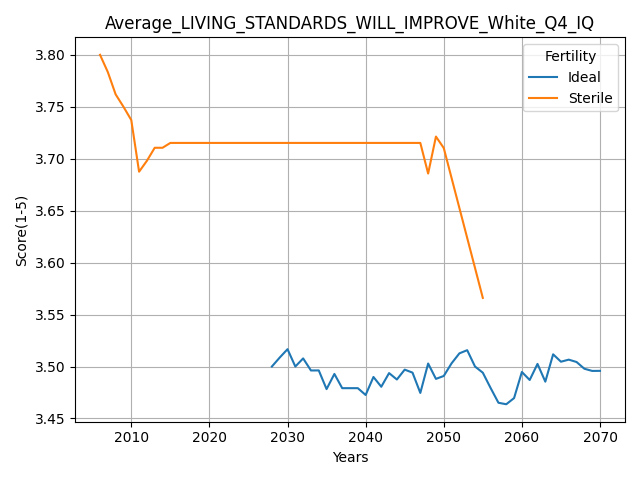 Average_LIVING_STANDARDS_WILL_IMPROVE_White_Q4_IQ
Fertility
Ideal
Sterile
Score(1-5)
3.80
3.75
3.70
3.65
3.60
3.55
3.50
3.45
2010
2020
2030
2040
2050
2060
2070
Years